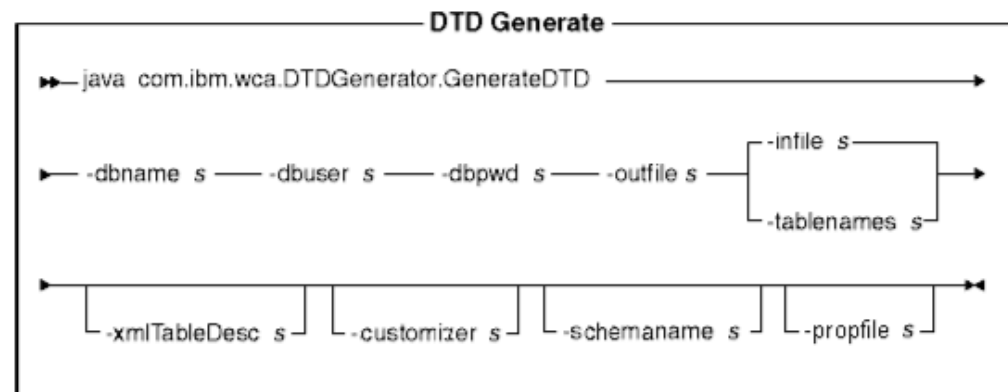 DTD Generate
java com.ibm.wca.DTDGenerator.GenerateDTD
-dbname s -dbuser s -dbpwd s -outfile s -infile s
-tablenames s
-xmlTableDesc s -customizer s -schemaname s -propfile s